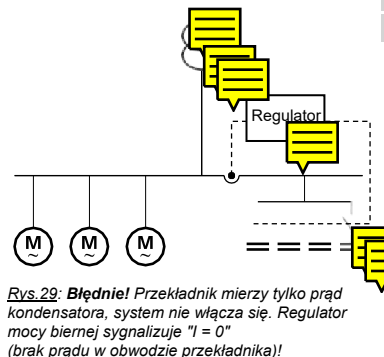 Regulator
M M M
~ ~ ~
Rys.29: Błędnie! Przekładnik mierzy tylko prąd
kondensatora, system nie włącza się. Regulator
mocy biernej sygnalizuje "I = 0"
(brak prądu w obwodzie przekładnika)!